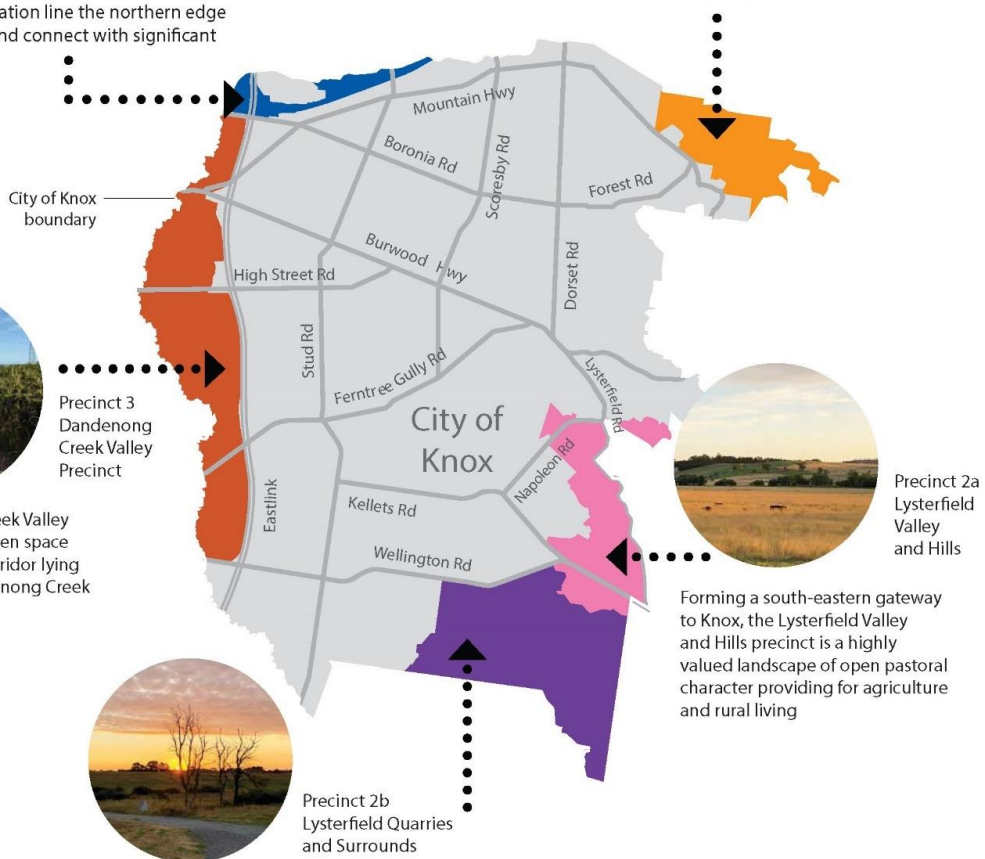 ation line the northern edge
nd connect with significant
Mountain Hwy
Boronia Rd
Scoresby Rd
Forest Rd
City of Knox
boundary
Burwood Hwy
High Street Rd
Dorset Rd
Stud Rd
Ferntree Gully Rd
Lysterfield Rd
Precinct 3
Dandenong
Creek Valley
Precinct
City of
Knox
Napoleon Rd
Precinct 2a
Lysterfield
Valley
and Hills
Eastlink
Kellets Rd
eek Valley
en space
ridor lying
nong Creek
Wellington Rd
Forming a south-eastern gateway
to Knox, the Lysterfield Valley
and Hills precinct is a highly
valued landscape of open pastoral
character providing for agriculture
and rural living
Precinct 2b
Lysterfield Quarries
and Surrounds